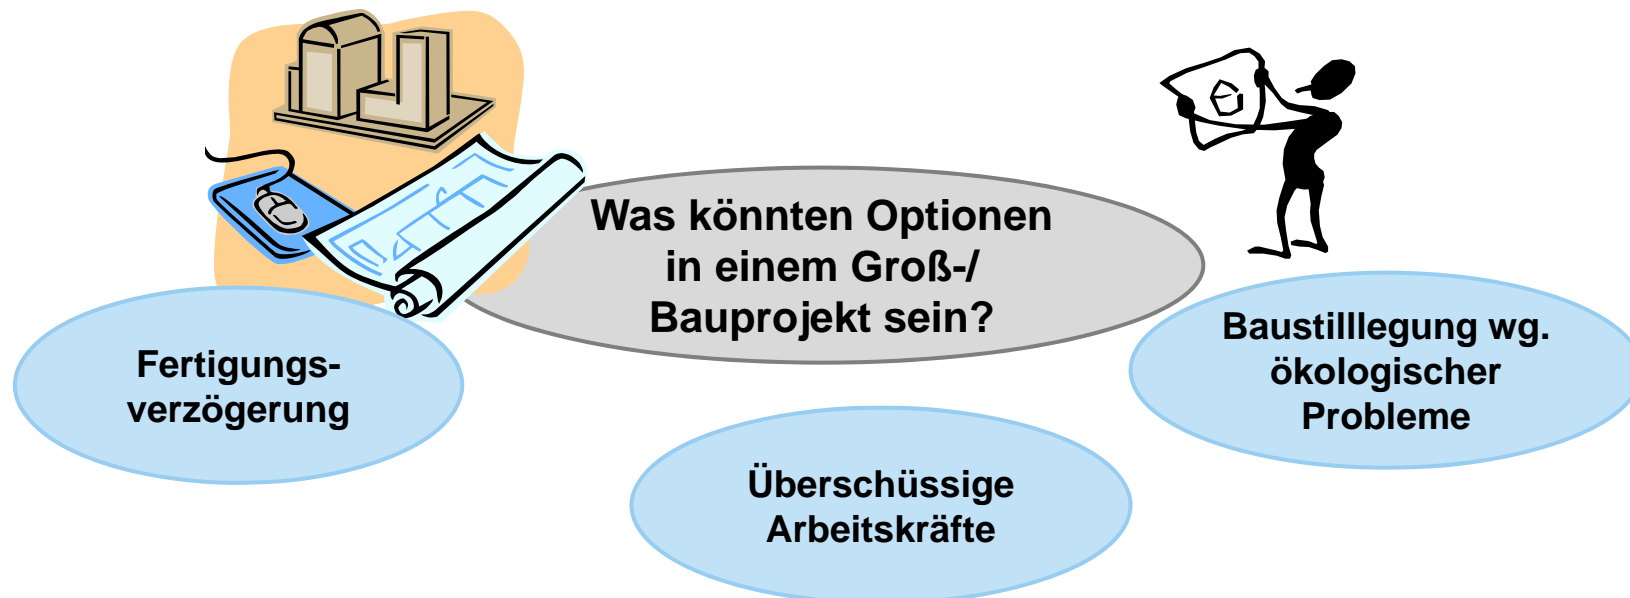 Was könnten Optionen
in einem Groß-/
Bauprojekt sein?
Fertigungs-
verzögerung
Baustilllegung wg.
ökologischer
Probleme
Überschüssige
Arbeitskräfte